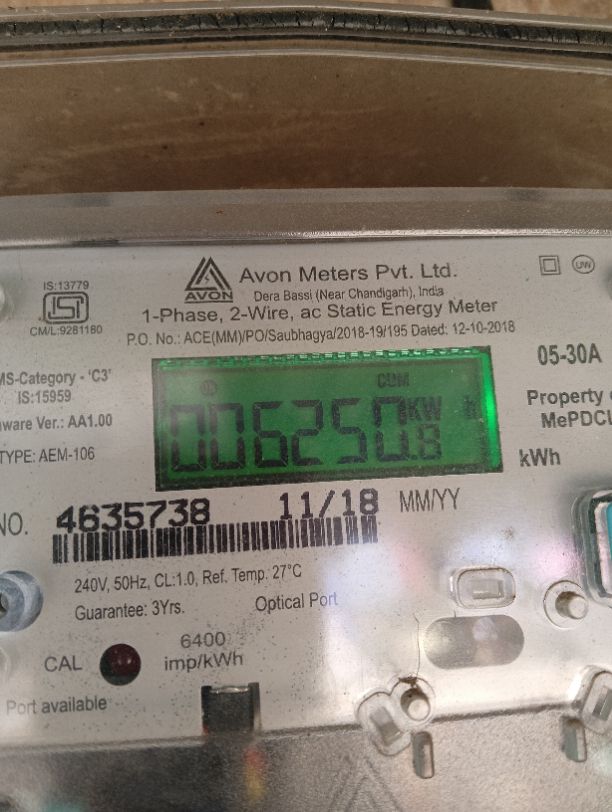 IS:13779
ISI
CM/L:9281180
AVON
Avon Meters Pvt. Ltd.
Dera Bassi (Near Chandigarh), India
UW
1-Phase, 2-Wire, ac Static Energy Meter
P.O. No.: ACE(MM)/PO/Saubhagya/2018-19/195 Dated: 12-10-2018
MS-Category - 'C3'
IS:15959
ware Ver.: AA1.00
TYPE: AEM-106
CUM
006250.8 KW h
05-30A
Property o
MePDCL
kWh
NO. 4635738 11/18 MM/YY
240V, 50Hz, CL:1.0, Ref. Temp: 27°C
Guarantee: 3Yrs. Optical Port
CAL
6400
imp/kWh
Port available